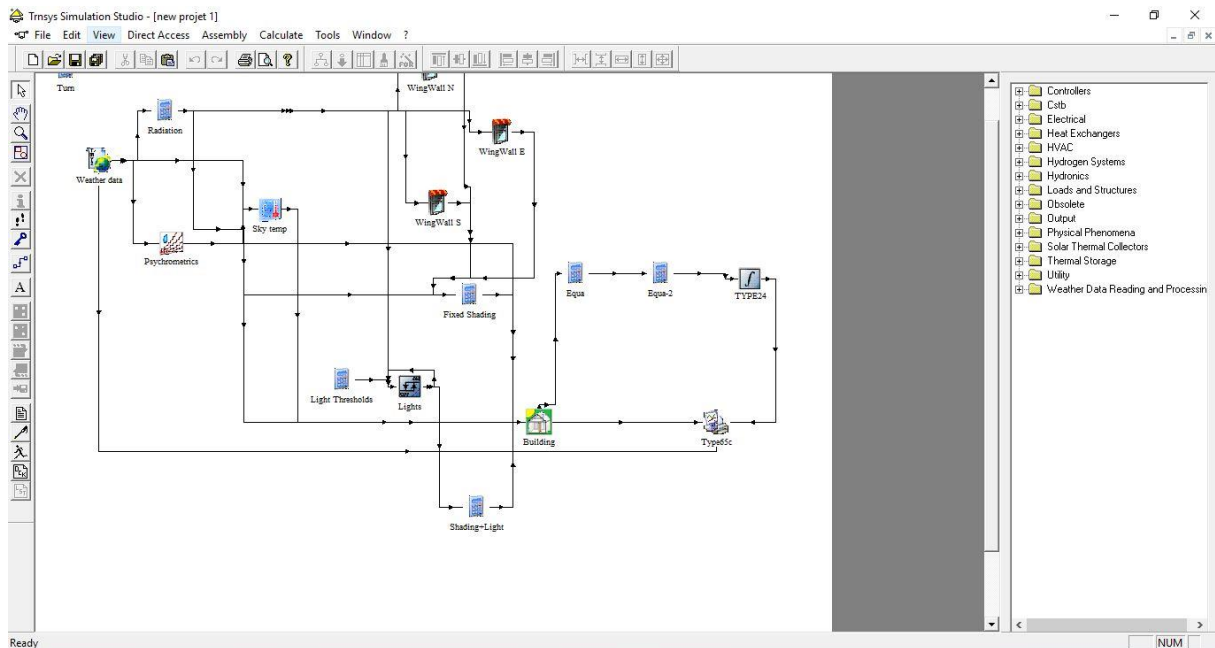 Trnsys Simulation Studio - [new projet 1]
File Edit View Direct Access Assembly Calculate Tools Window ?
Turn
WingWall N
Radiation
WingWall E
Weather data
WingWall S
Sky temp
Psychrometrics
Equa
Equa-2
TYPE24
Fixed Shading
Light Thresholds
Lights
Building
Type65c
Shading+Light
Controllers
Cstb
Electrical
Heat Exchangers
HVAC
Hydrogen Systems
Hydronics
Loads and Structures
Obsolete
Output
Physical Phenomena
Solar Thermal Collectors
Thermal Storage
Utility
Weather Data Reading and Processin
A
Ready
NUM